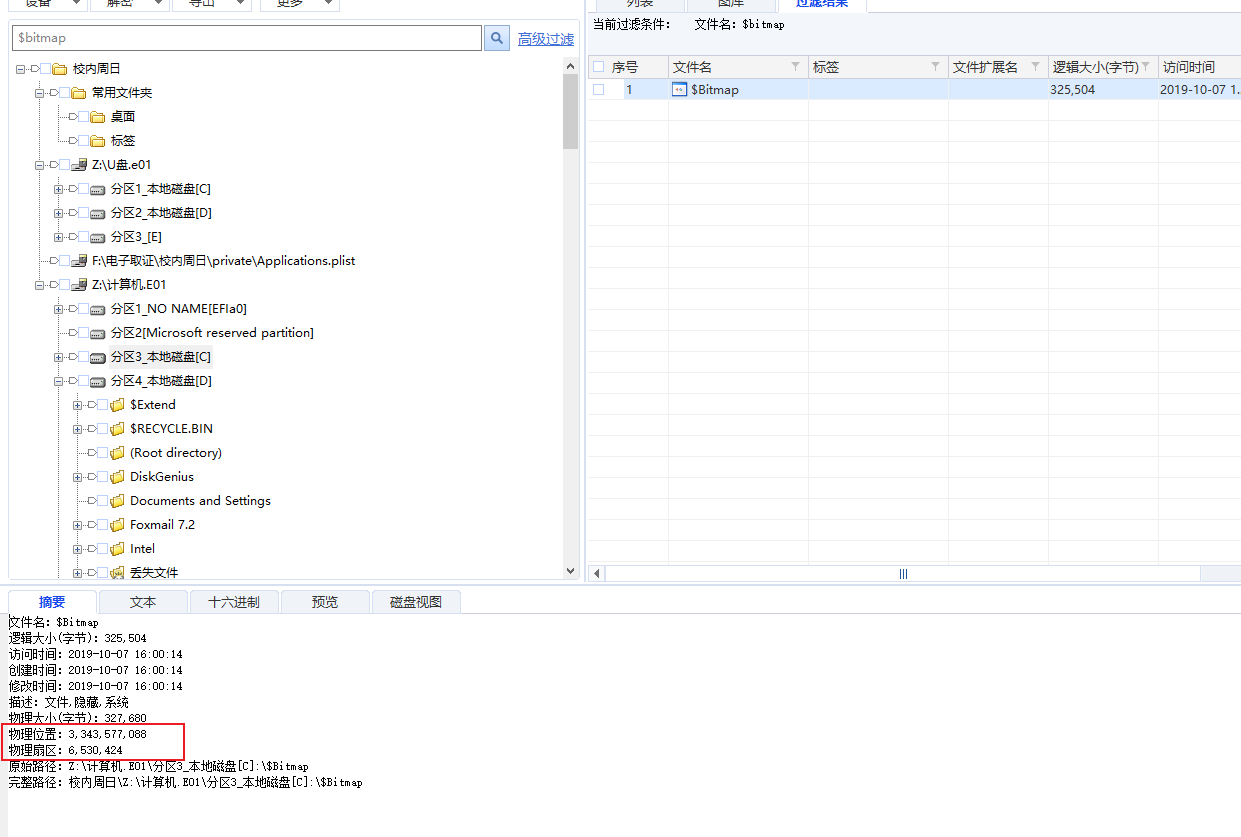 设备
解密
导出
更多
$bitmap
高级过滤
校内周日
常用文件夹
桌面
标签
Z:\U盘.e01
分区1_本地磁盘[C]
分区2_本地磁盘[D]
分区3_[E]
F:\电子取证\校内周日\private\Applications.plist
Z:\计算机.E01
分区1_NO NAME[EFIa0]
分区2[Microsoft reserved partition]
分区3_本地磁盘[C]
分区4_本地磁盘[D]
$Extend
$RECYCLE.BIN
(Root directory)
DiskGenius
Documents and Settings
Foxmail 7.2
Intel
丢失文件
列表
图库
过滤结果
当前过滤条件: 文件名: $bitmap
序号 文件名 标签 文件扩展名 逻辑大小(字节) 访问时间
1 $Bitmap 325,504 2019-10-07 1..
摘要 文本 十六进制 预览 磁盘视图
文件名: $Bitmap
逻辑大小(字节): 325,504
访问时间: 2019-10-07 16:00:14
创建时间: 2019-10-07 16:00:14
修改时间: 2019-10-07 16:00:14
描述: 文件,隐藏,系统
物理大小(字节): 327,680
物理位置: 3,343,577,088
物理扇区: 6,530,424
原始路径: Z:\计算机.E01\分区3_本地磁盘[C]:\$Bitmap
完整路径: 校内周日\Z:\计算机.E01\分区3_本地磁盘[C]:\$Bitmap